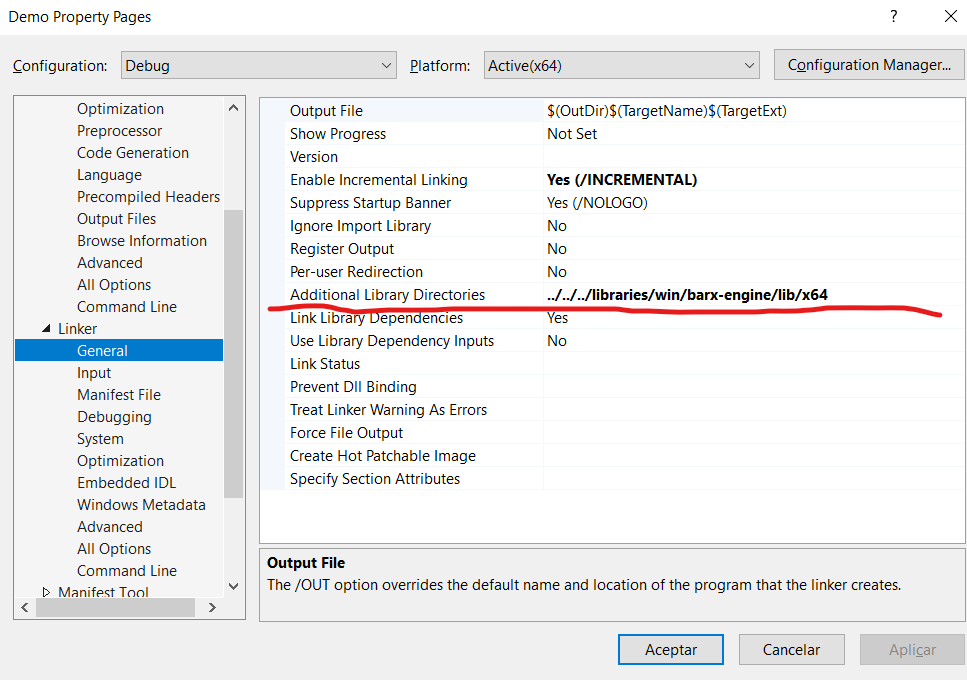 Demo Property Pages
?
Configuration:
Debug
Platform:
Active(x64)
Configuration Manager...
Optimization
Preprocessor
Code Generation
Language
Precompiled Headers
Output Files
Browse Information
Advanced
All Options
Command Line
Linker
General
Input
Manifest File
Debugging
System
Optimization
Embedded IDL
Windows Metadata
Advanced
All Options
Command Line
Manifest Tool
Output File $(OutDir)$(TargetName)$(TargetExt)
Show Progress Not Set
Version
Enable Incremental Linking Yes (/INCREMENTAL)
Suppress Startup Banner Yes (/NOLOGO)
Ignore Import Library No
Register Output No
Per-user Redirection No
Additional Library Directories ../../../libraries/win/barx-engine/lib/x64
Link Library Dependencies Yes
Use Library Dependency Inputs No
Link Status
Prevent Dll Binding
Treat Linker Warning As Errors
Force File Output
Create Hot Patchable Image
Specify Section Attributes
Output File
The /OUT option overrides the default name and location of the program that the linker creates.
Aceptar
Cancelar
Aplicar